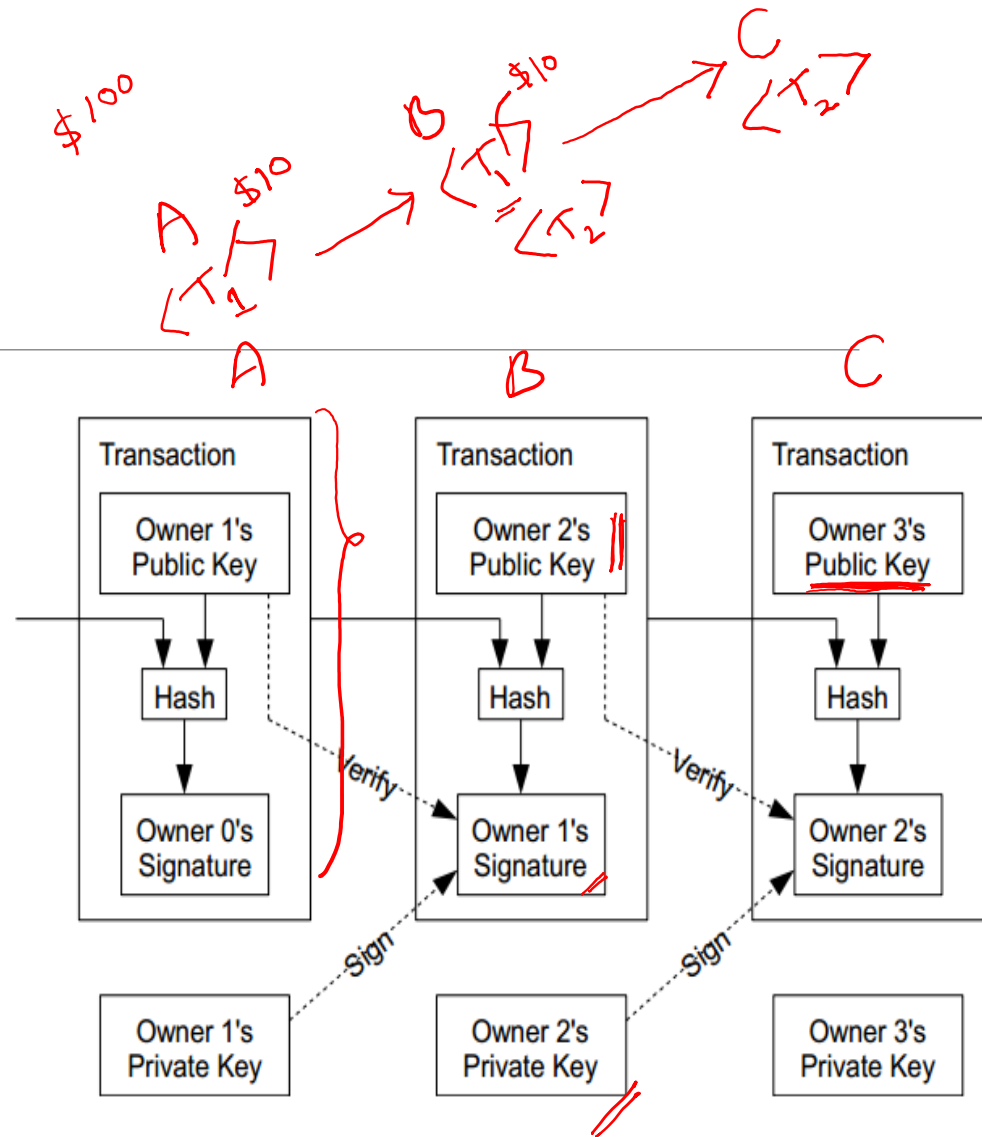 $100
A
$10
<T1>
B
$10
<T1>
<T2>
C
<T2>
A
B
C
Transaction
Owner 1's
Public Key
Hash
Owner 0's
Signature
Verify
Sign
Owner 1's
Private Key
Transaction
Owner 2's
Public Key
Hash
Owner 1's
Signature
Verify
Sign
Owner 2's
Private Key
Transaction
Owner 3's
Public Key
Hash
Owner 2's
Signature
Owner 3's
Private Key